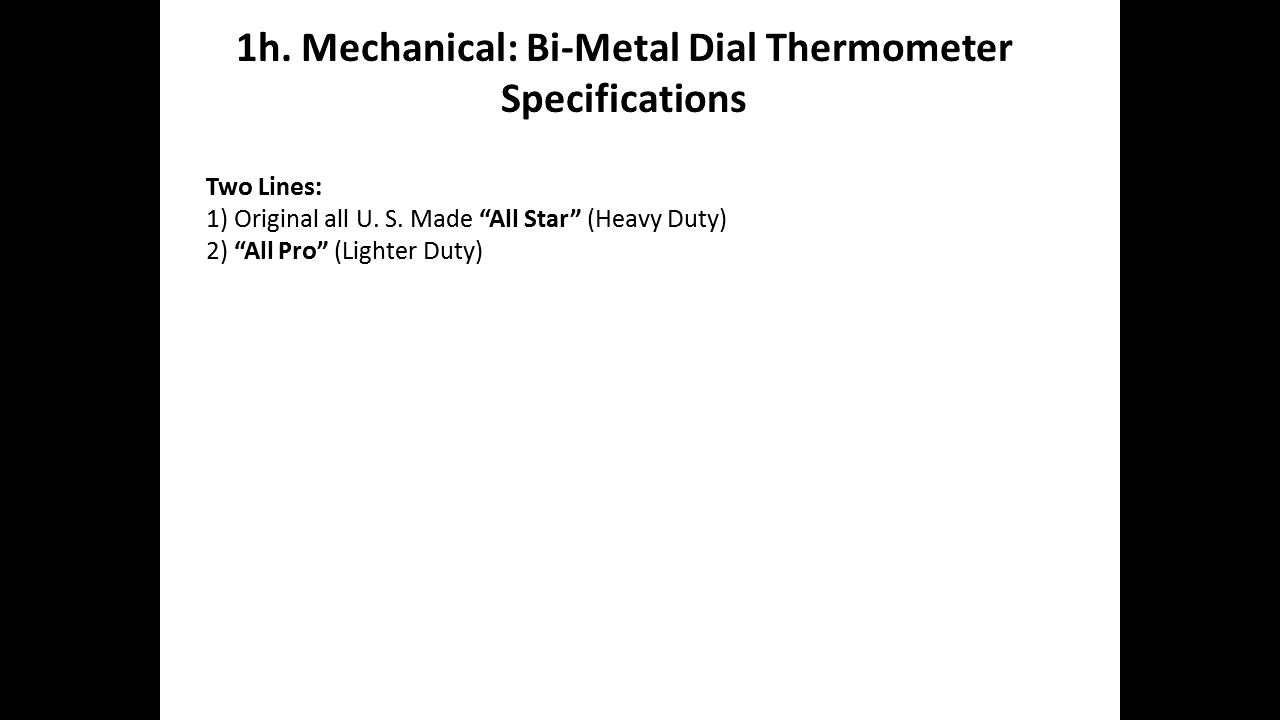 1h. Mechanical: Bi-Metal Dial Thermometer
Specifications
Two Lines:
1) Original all U. S. Made “All Star” (Heavy Duty)
2) “All Pro” (Lighter Duty)